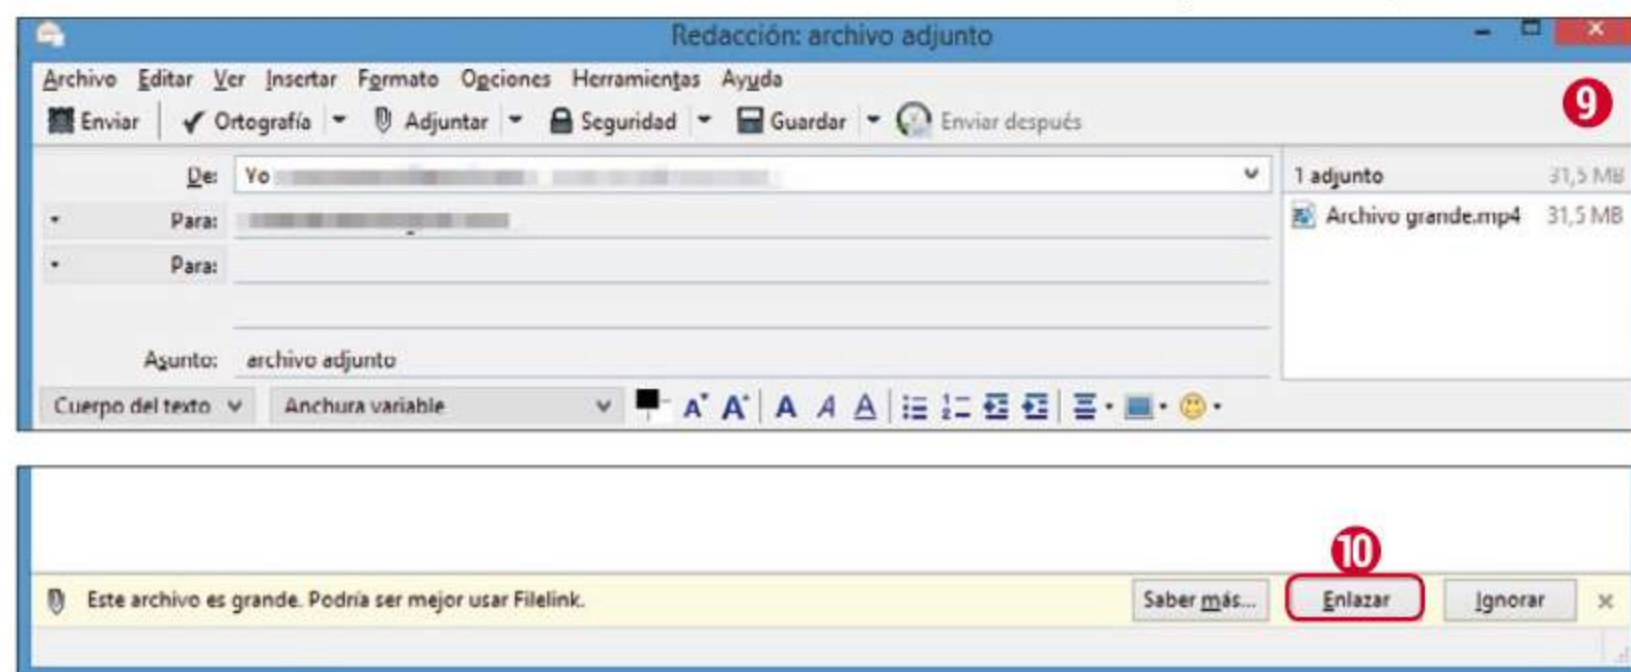 Redacción: archivo adjunto
Archivo Editar Ver Insertar Formato Opciones Herramientas Ayuda
9
Enviar Ortografía Adjuntar Seguridad Guardar Enviar después
De: Yo
1 adjunto 31,5 MB
Para:
Archivo grande.mp4 31,5 MB
Para:
Asunto: archivo adjunto
Cuerpo del texto Anchura variable
10
Este archivo es grande. Podría ser mejor usar Filelink. Saber más... Enlazar Ignorar